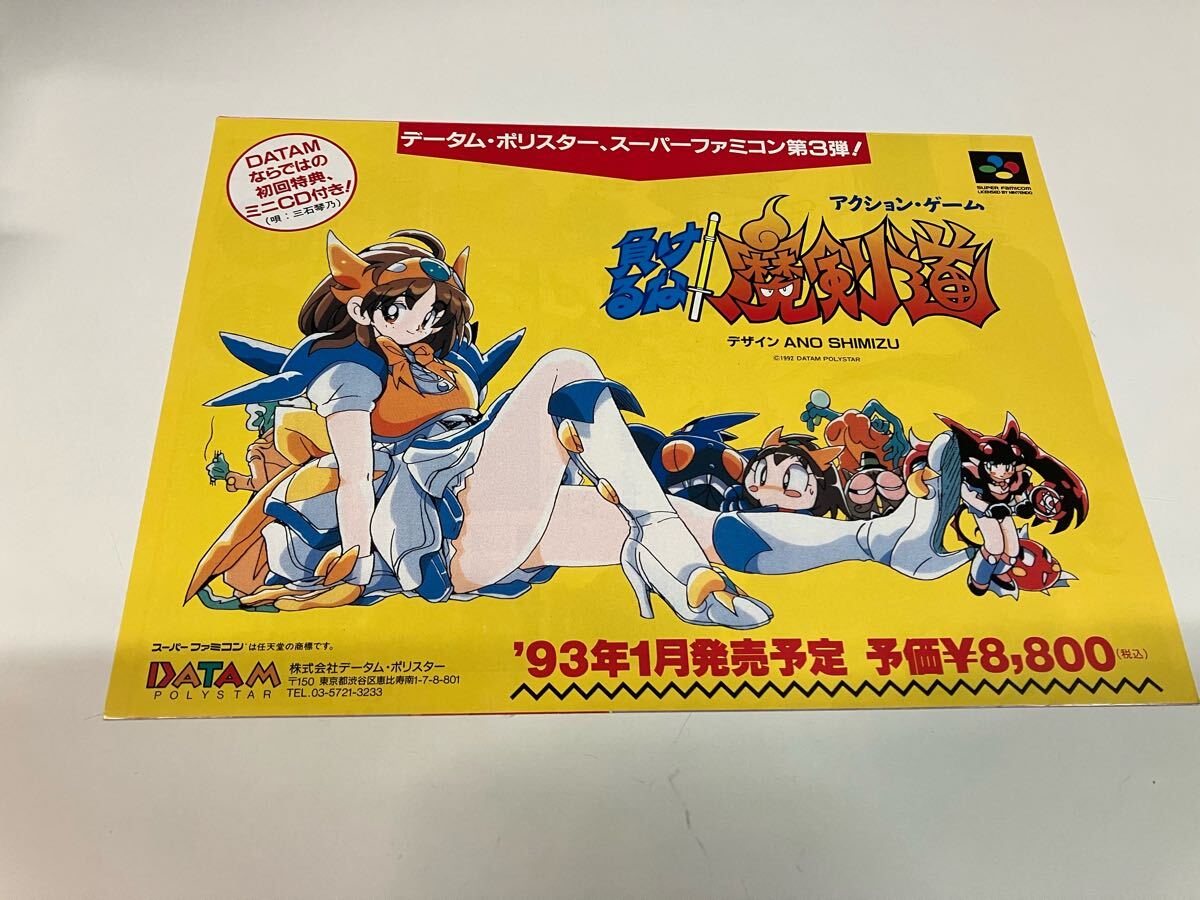 データム・ポリスター、スーパーファミコン第3弾!
DATAM
ならではの
初回特典、
ミニCD付き!
(唄:三石琴乃)
SUPER FAMICOM
LICENSED BY NINTENDO
アクション・ゲーム
負けるな
魔剣道
デザイン ANO SHIMIZU
©1992 DATAM POLYSTAR
スーパーファミコンは任天堂の商標です。
DATAM
POLYSTAR
株式会社データム・ポリスター
〒150 東京都渋谷区恵比寿南1-7-8-801
TEL.03-5721-3233
'93年1月発売予定 予価¥8,800(税込)